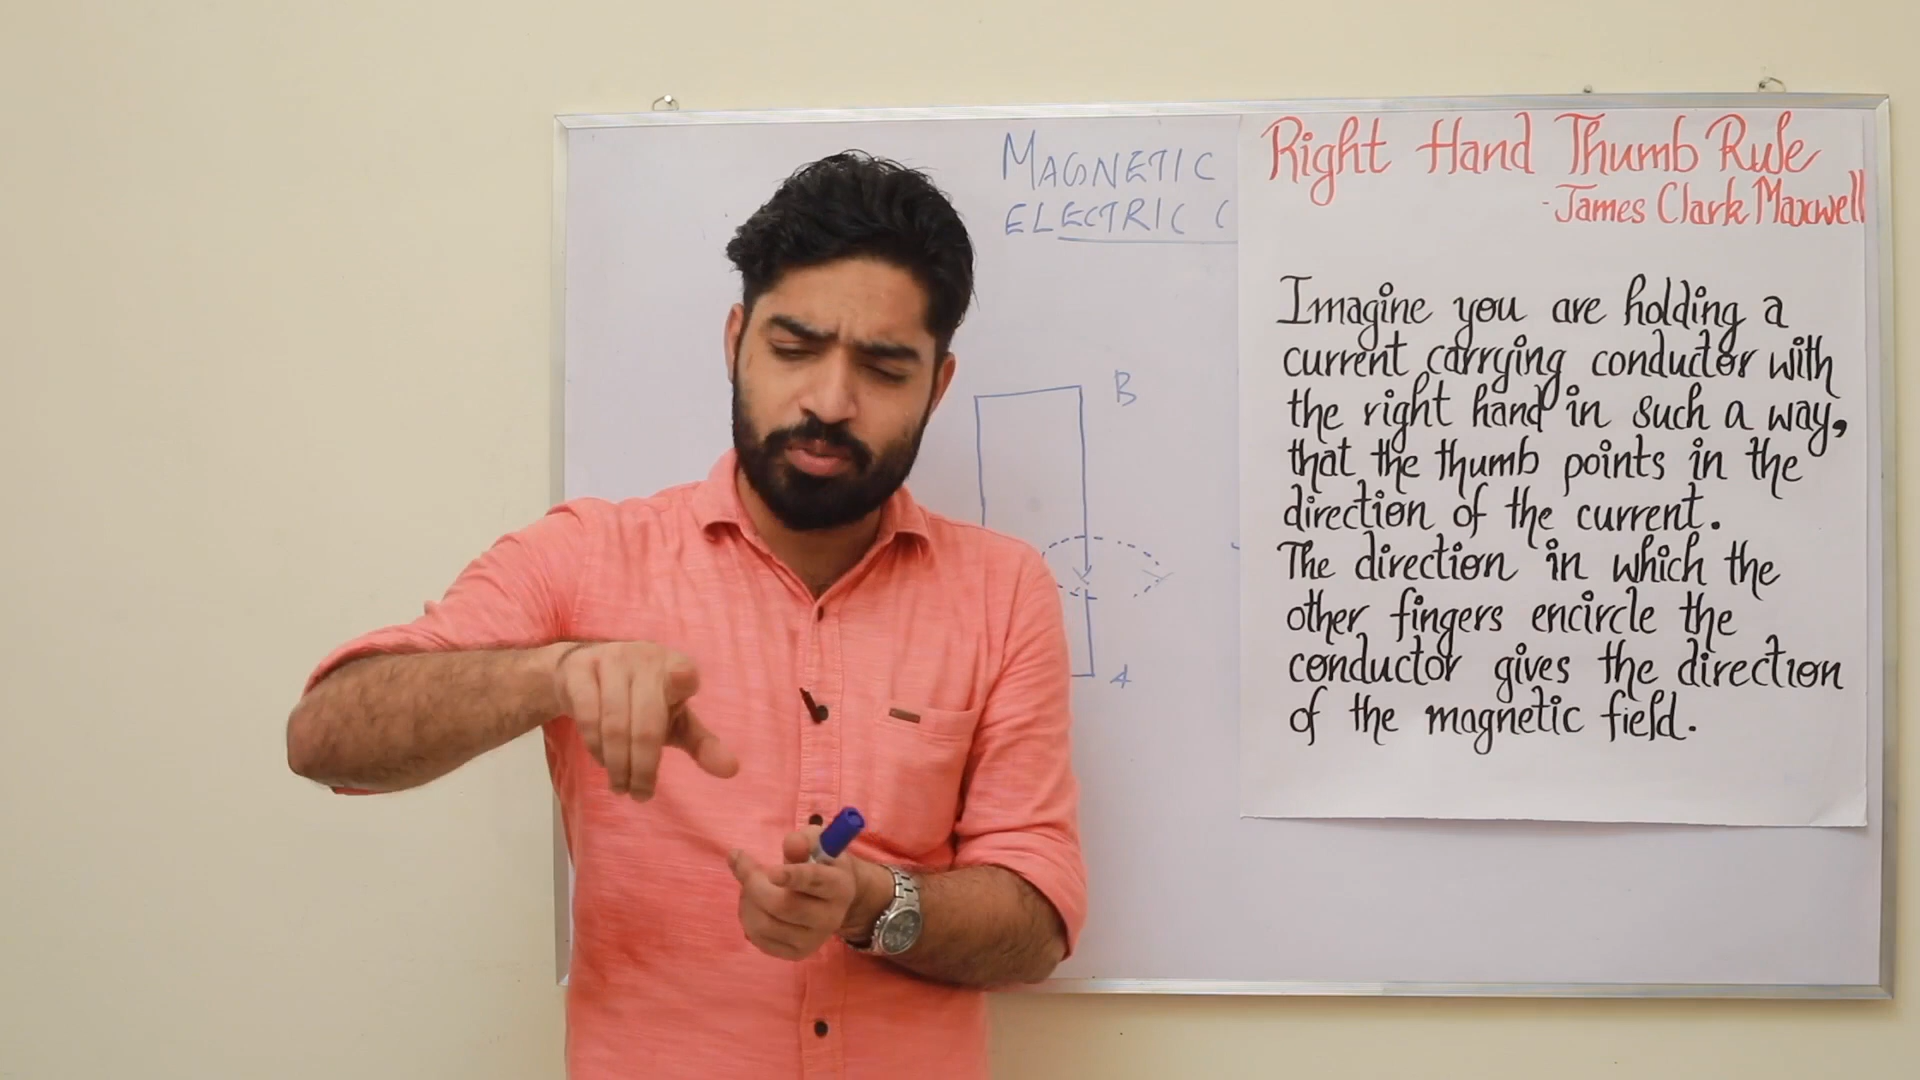 MAGNETIC
ELECTRIC C
Right Hand Thumb Rule
-James Clark Maxwell
B
A
Imagine you are holding a
current carrying conductor with
the right hand in such a way,
that the thumb points in the
direction of the current.
The direction in which the
other fingers encircle the
conductor gives the direction
of the magnetic field.